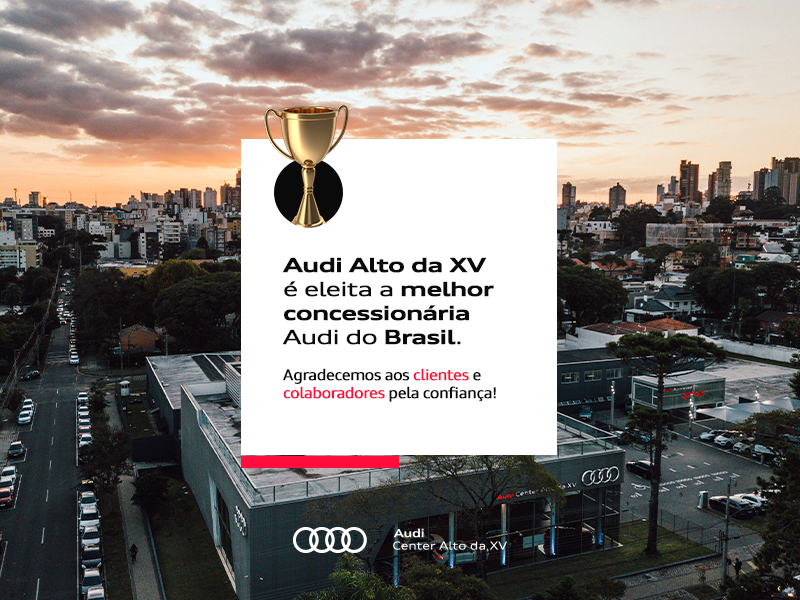 Audi Alto da XV
é eleita a melhor
concessionária
Audi do Brasil.
Agradecemos aos clientes e
colaboradores pela confiança!
Audi Center Alto da XV
Audi
Center Alto da XV